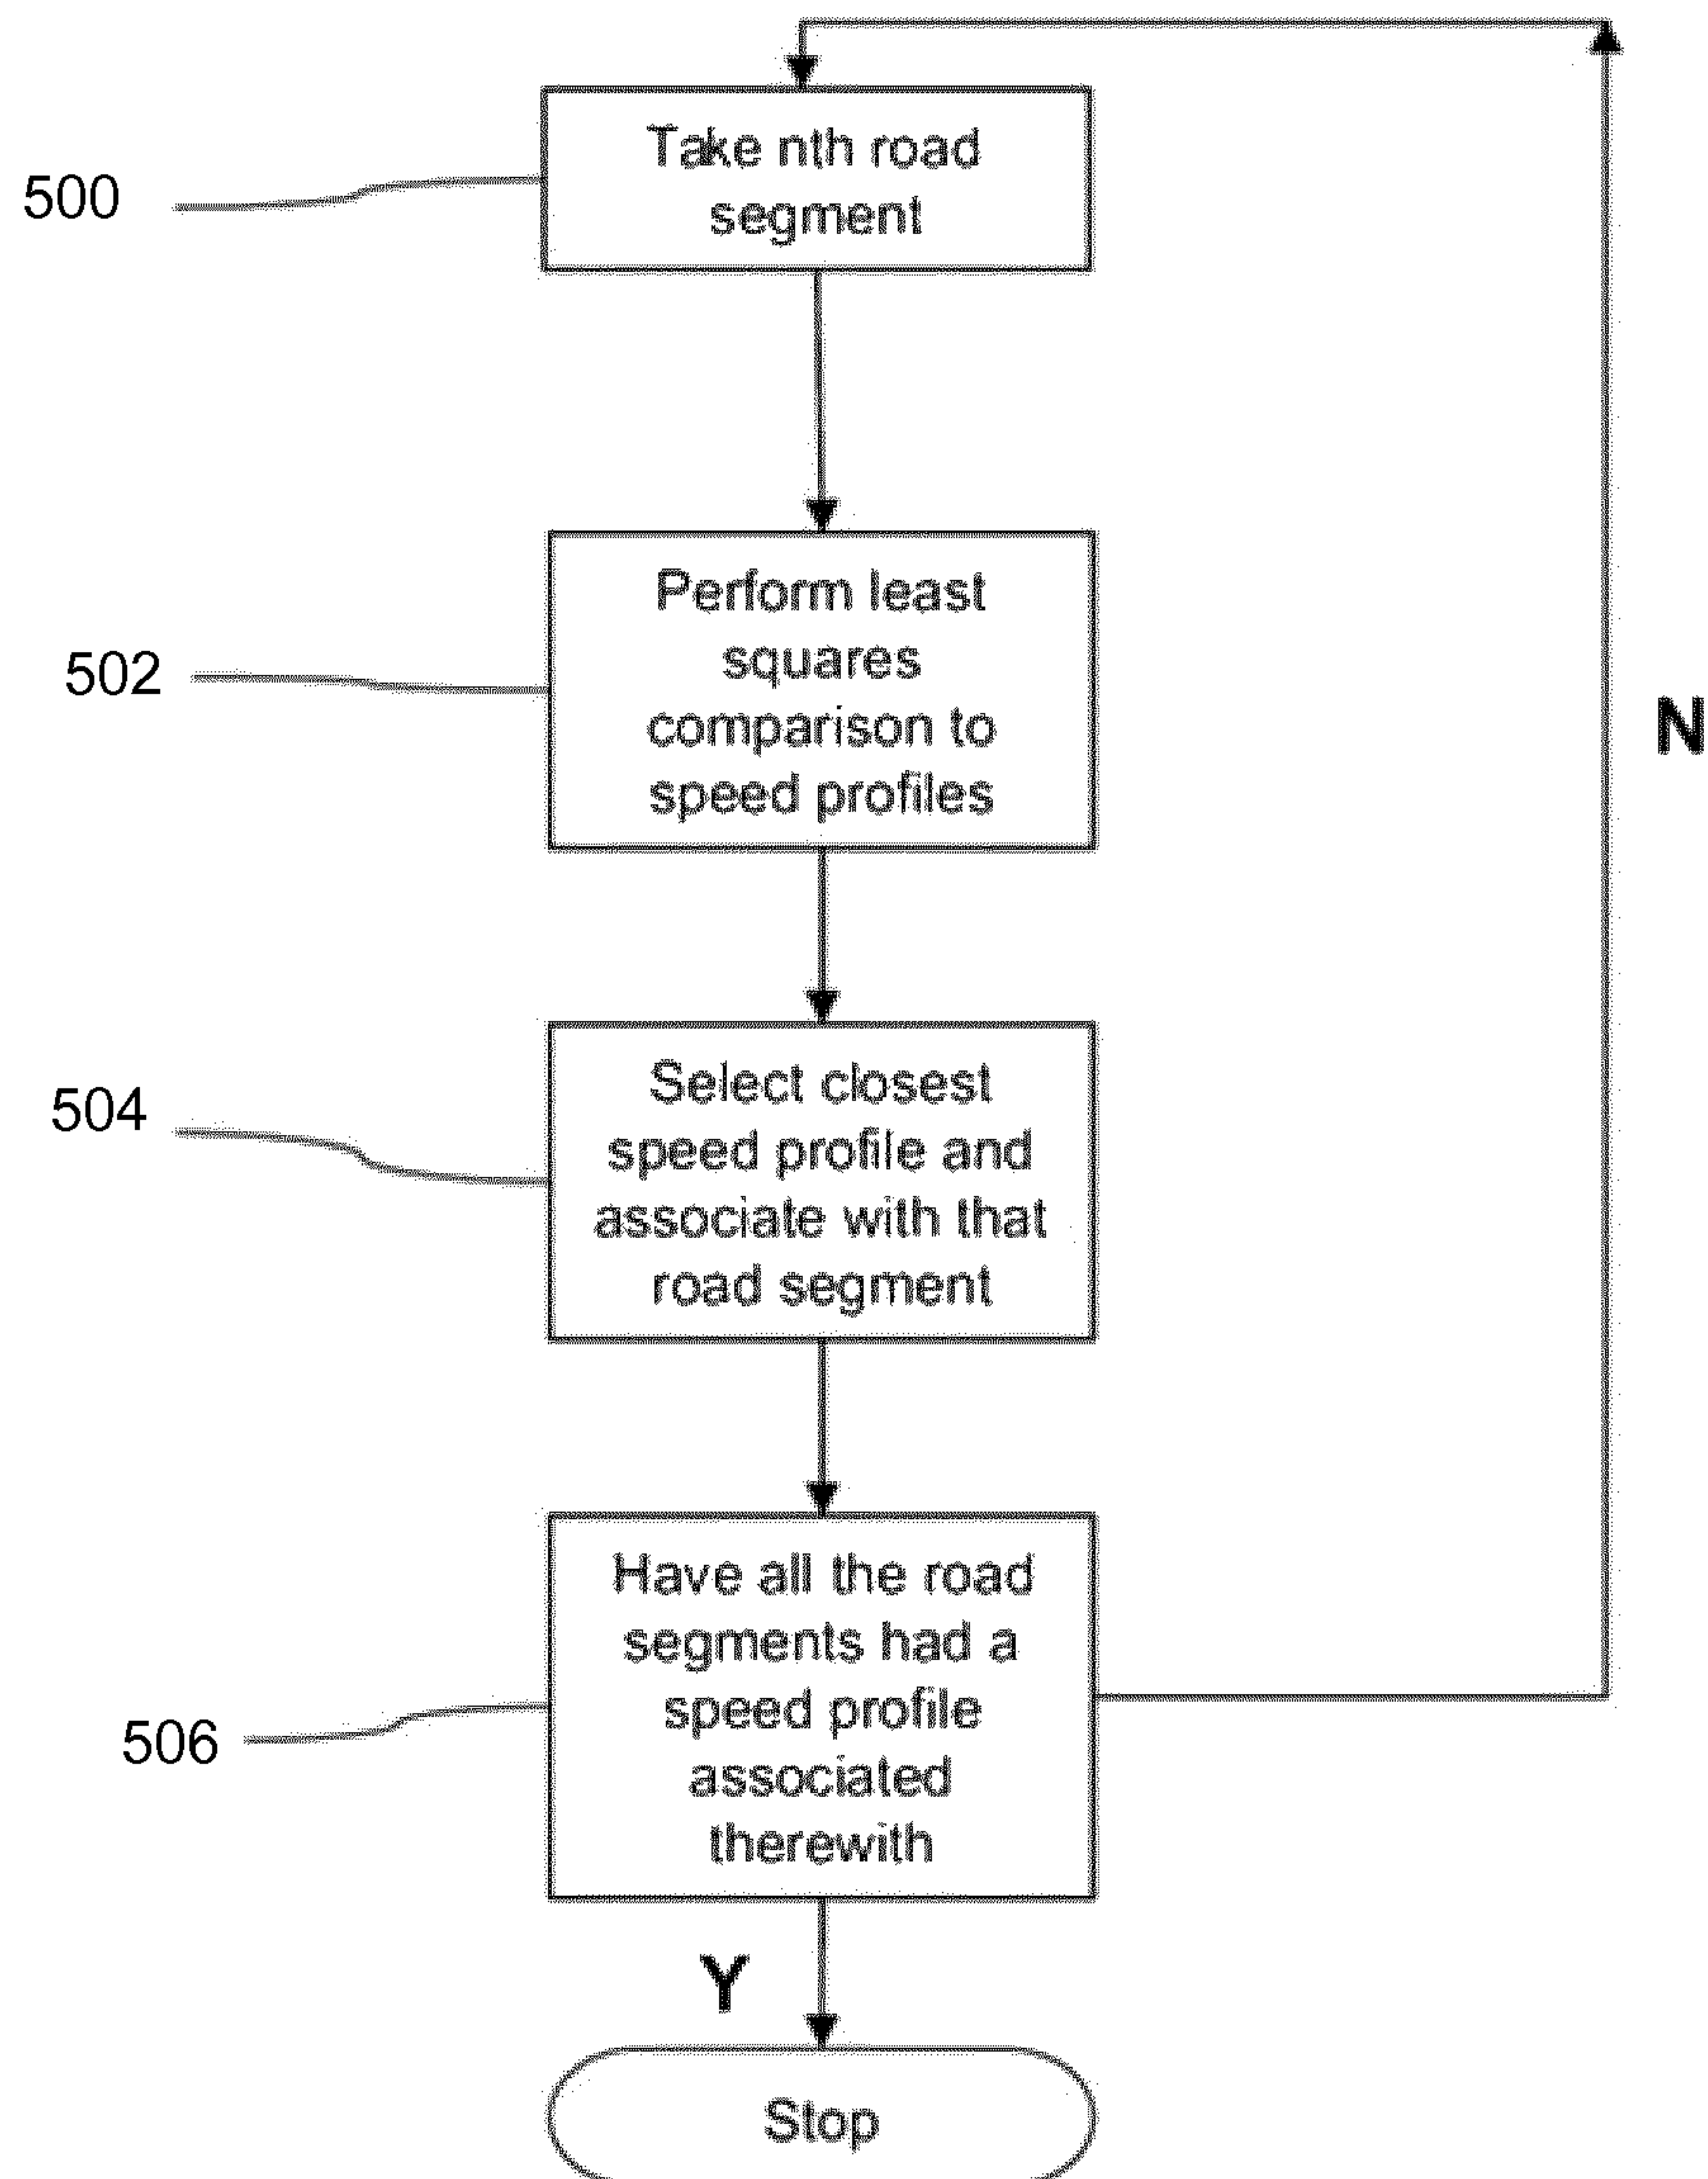 500
Take nth road
segment
502
Perform least
squares
comparison to
speed profiles
N
504
Select closest
speed profile and
associate with that
road segment
506
Have all the road
segments had a
speed profile
associated
therewith
Y
Stop